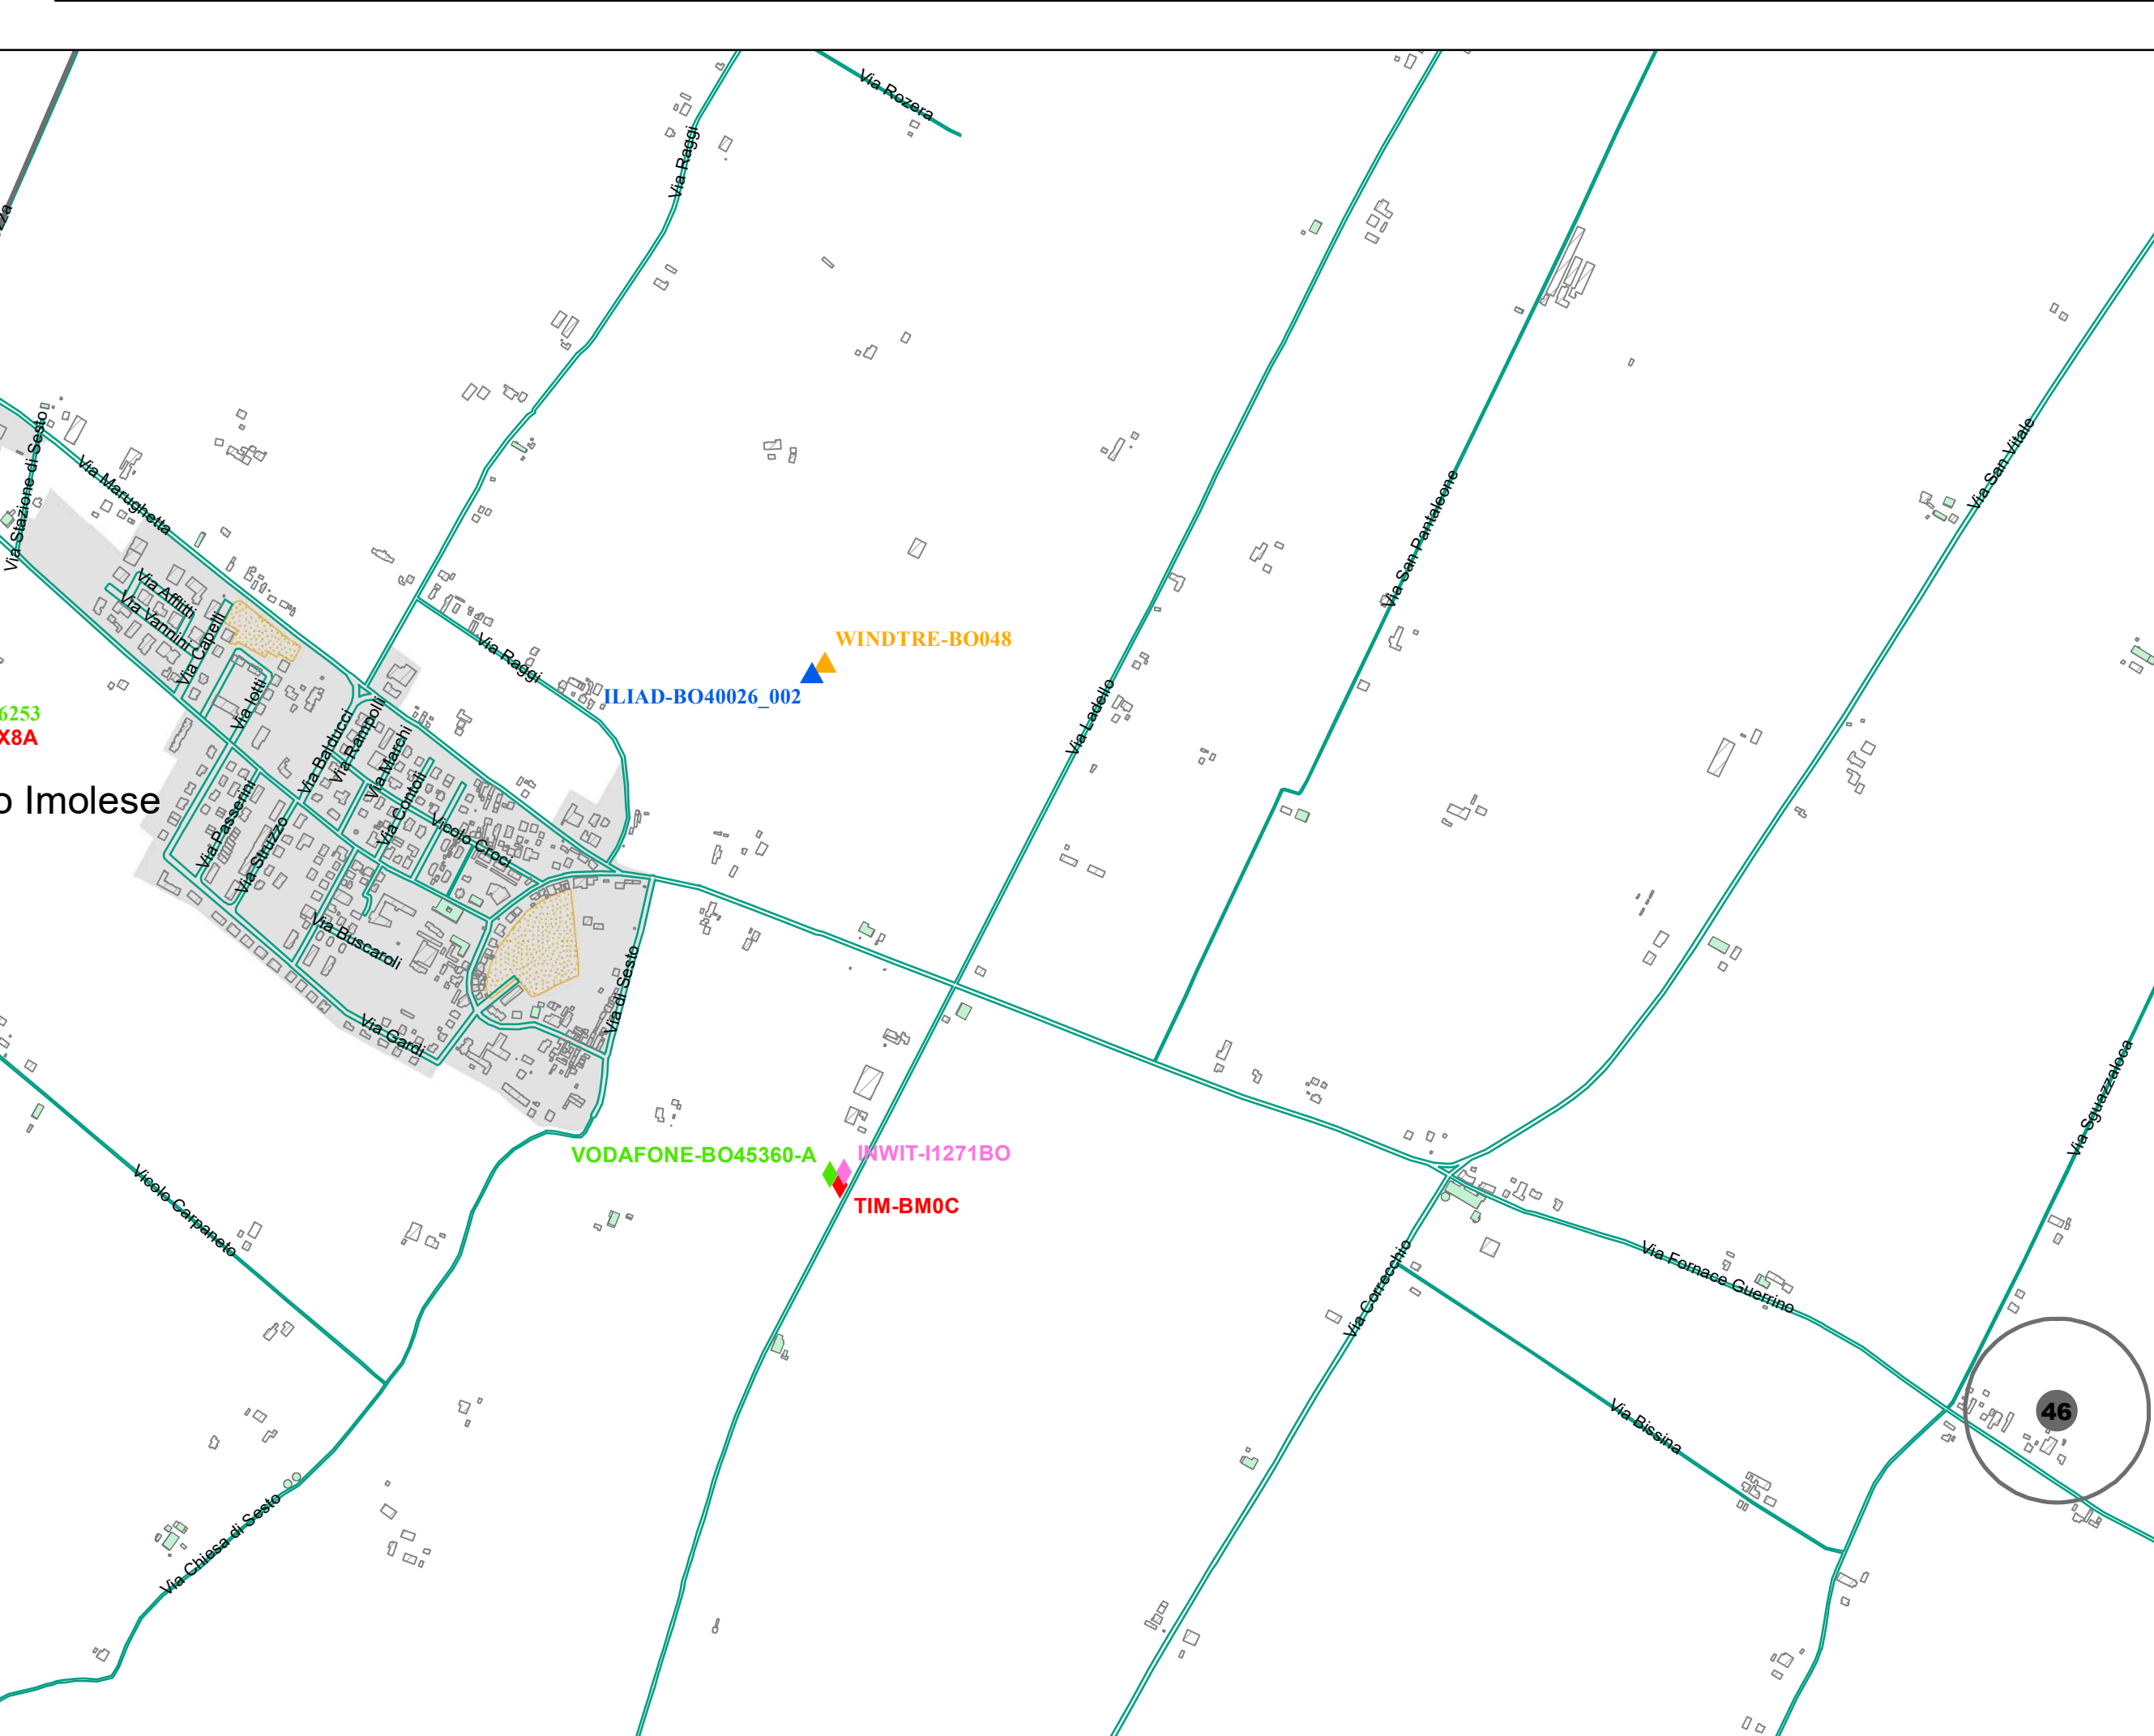 Via Rozera
Via Raggi
za
Via Stazione di Sesto
Via Marughetta
Via San Vitale
Via San Pantaleone
Via Afflitti
Via Vannini
Via Capelli
Via Raggi
WINDTRE-BO048
ILIAD-BO40026_002
Via Iotti
6253
X8A
Via Balducci
Via Rampolli
Via Marchi
Via Ladello
o Imolese
Via Contoli
Via Passerini
Via Struzzo
Vicolo Croci
Via Buscaroli
Via di Sesto
Via Gardi
Via Sguazzaloca
VODAFONE-BO45360-A
INWIT-I1271BO
TIM-BM0C
Vicolo Carpaneto
Via Correcchio
Via Fornace Guerrino
46
Via Bissina
Via Chiesa di Sesto